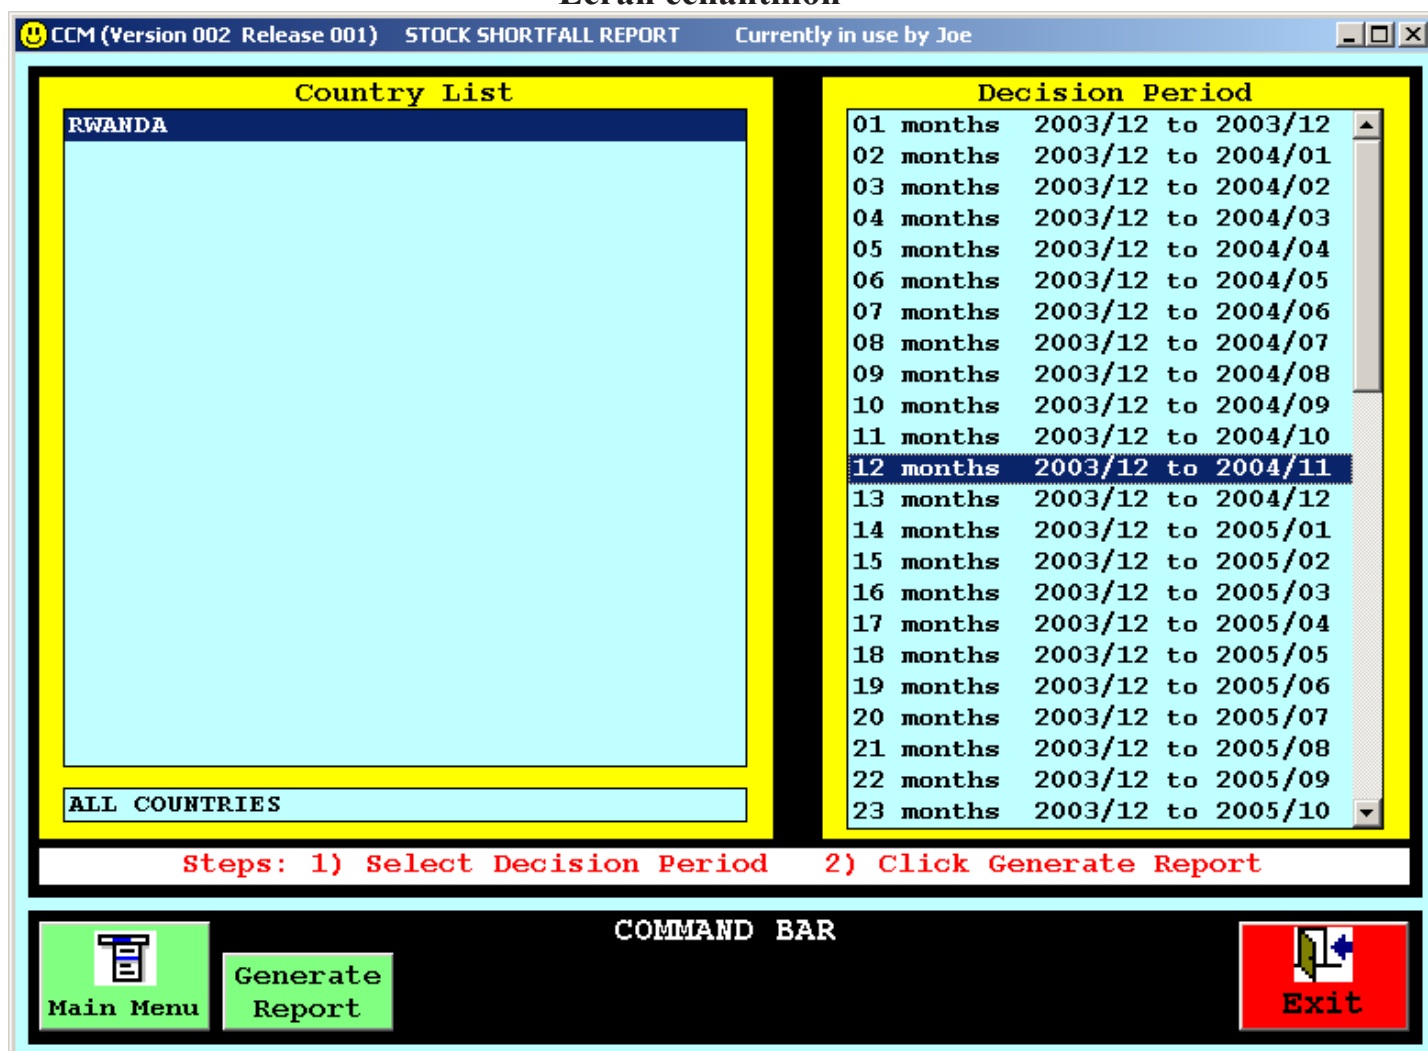 Ecran échantillon
CCM (Version 002 Release 001) STOCK SHORTFALL REPORT Currently in use by Joe
Country List
RWANDA
ALL COUNTRIES
Decision Period
01 months 2003/12 to 2003/12
02 months 2003/12 to 2004/01
03 months 2003/12 to 2004/02
04 months 2003/12 to 2004/03
05 months 2003/12 to 2004/04
06 months 2003/12 to 2004/05
07 months 2003/12 to 2004/06
08 months 2003/12 to 2004/07
09 months 2003/12 to 2004/08
10 months 2003/12 to 2004/09
11 months 2003/12 to 2004/10
12 months 2003/12 to 2004/11
13 months 2003/12 to 2004/12
14 months 2003/12 to 2005/01
15 months 2003/12 to 2005/02
16 months 2003/12 to 2005/03
17 months 2003/12 to 2005/04
18 months 2003/12 to 2005/05
19 months 2003/12 to 2005/06
20 months 2003/12 to 2005/07
21 months 2003/12 to 2005/08
22 months 2003/12 to 2005/09
23 months 2003/12 to 2005/10
Steps: 1) Select Decision Period 2) Click Generate Report
COMMAND BAR
Main Menu
Generate
Report
Exit